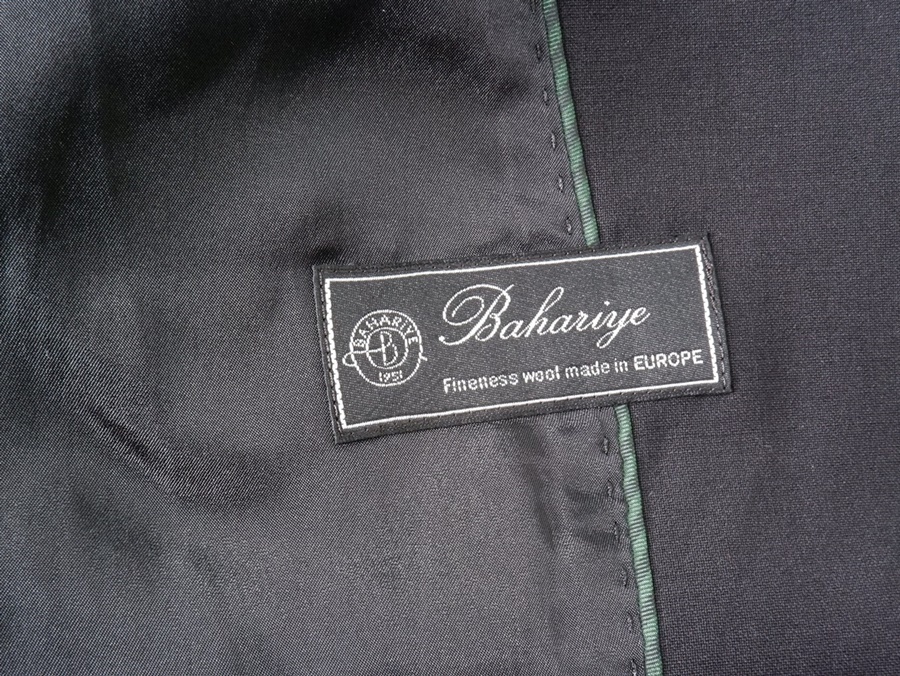 BAHARIYE
B
1951
Bahariye
Fineness wool made in EUROPE